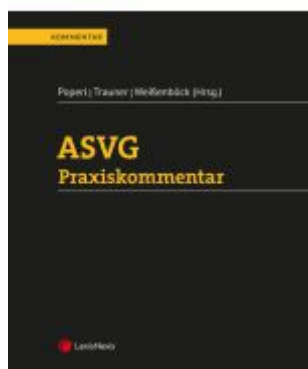 KOMMENTAR
Poperl | Trauner | Weißenböck (Hrsg.)
ASVG
Praxiskommentar
LexisNexis